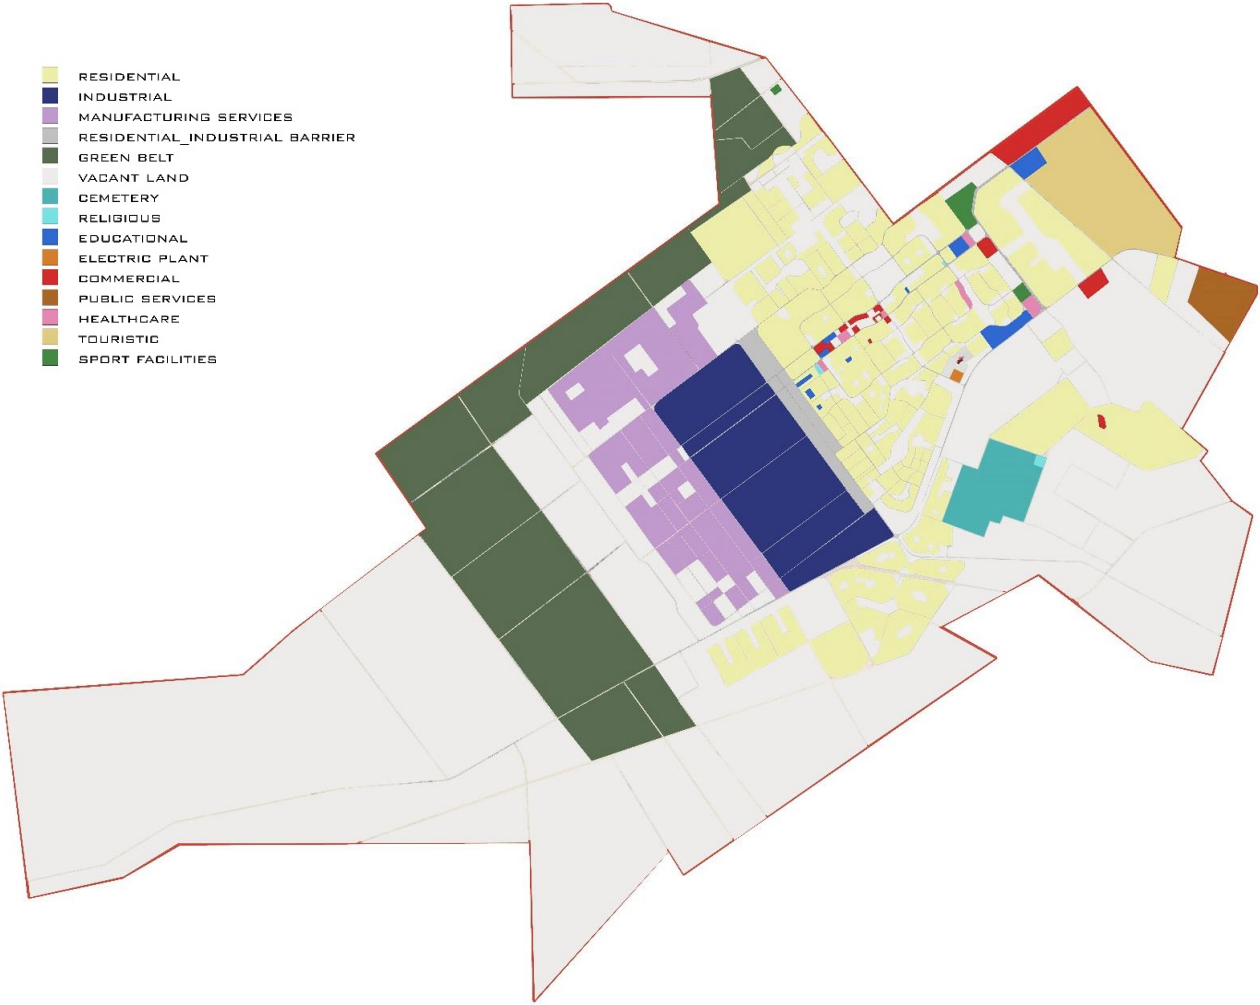 RESIDENTIAL
INDUSTRIAL
MANUFACTURING SERVICES
RESIDENTIAL_INDUSTRIAL BARRIER
GREEN BELT
VACANT LAND
CEMETERY
RELIGIOUS
EDUCATIONAL
ELECTRIC PLANT
COMMERCIAL
PUBLIC SERVICES
HEALTHCARE
TOURISTIC
SPORT FACILITIES